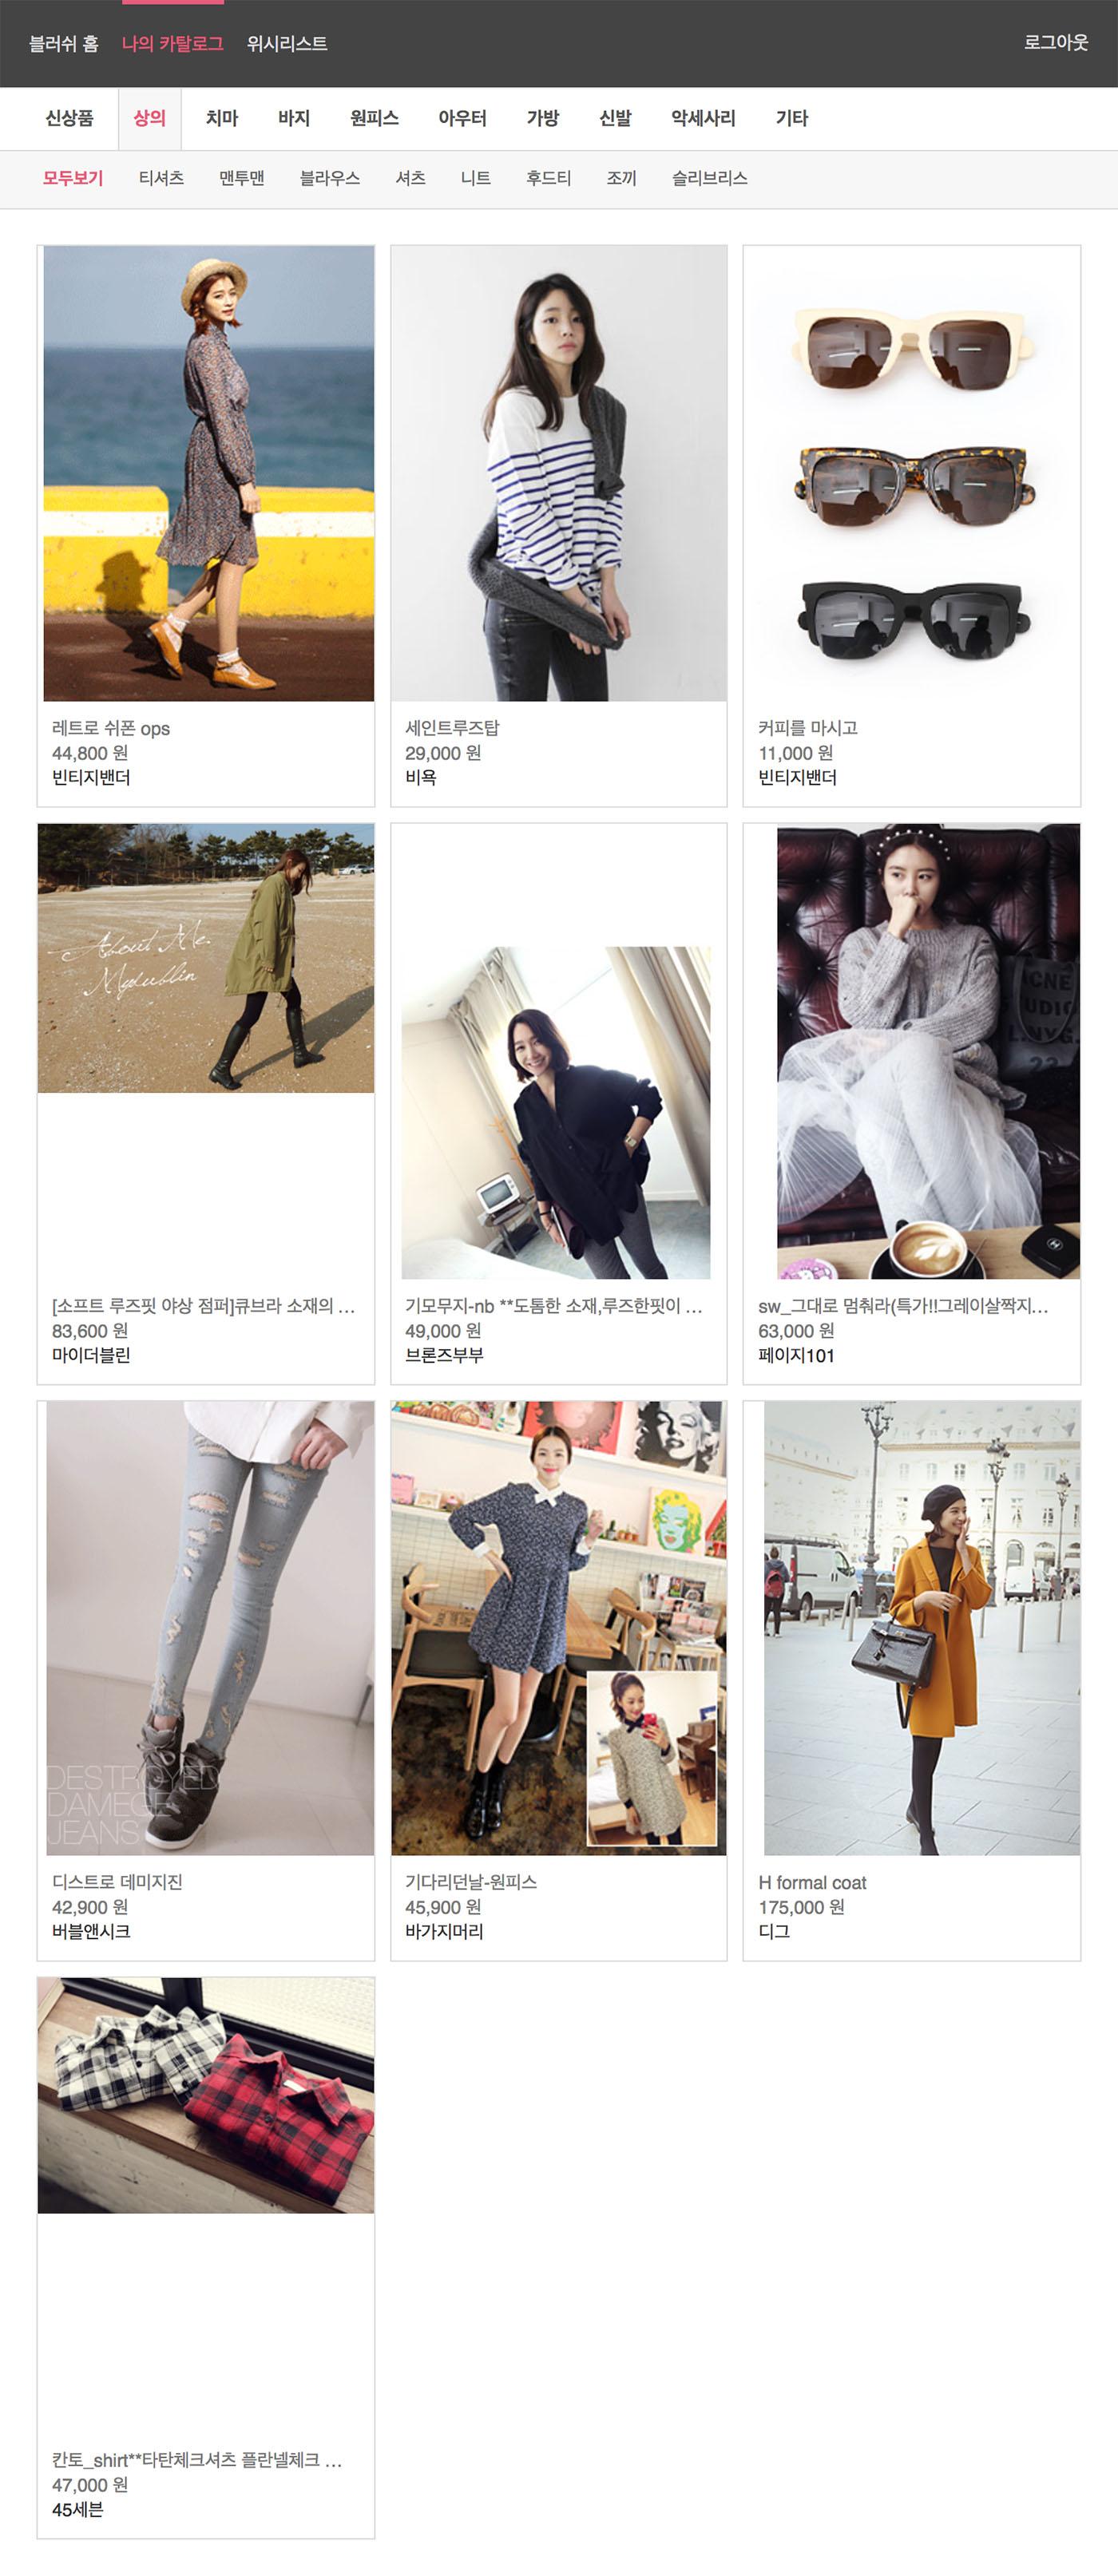 블러쉬 홈 나의 카탈로그 위시리스트 로그아웃
신상품 상의 치마 바지 원피스 아우터 가방 신발 악세사리 기타
모두보기 티셔츠 맨투맨 블라우스 셔츠 니트 후드티 조끼 슬리브리스
레트로 쉬폰 ops
44,800 원
빈티지밴더
세인트루즈탑
29,000 원
비욕
커피를 마시고
11,000 원
빈티지밴더
About Me.
Mydublin
[소프트 루즈핏 야상 점퍼]큐브라 소재의 ...
83,600 원
마이더블린
기모무지-nb **도톰한 소재,루즈한핏이 ...
49,000 원
브론즈부부
sw_그대로 멈춰라(특가!!그레이살짝지...
63,000 원
페이지101
DESTROYED
DAMEGE
JEANS
디스트로 데미지진
42,900 원
버블앤시크
기다리던날-원피스
45,900 원
바가지머리
H formal coat
175,000 원
디그
칸토_shirt**타탄체크셔츠 플란넬체크 ...
47,000 원
45세븐